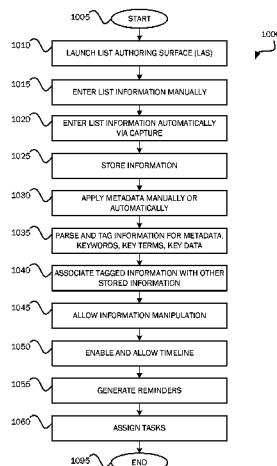 1005
START
1000
1010
LAUNCH LIST AUTHORING SURFACE (LAS)
1015
ENTER LIST INFORMATION MANUALLY
1020
ENTER LIST INFORMATION AUTOMATICALLY
VIA CAPTURE
1025
STORE INFORMATION
1030
APPLY METADATA MANUALLY OR
AUTOMATICALLY
1035
PARSE AND TAG INFORMATION FOR METADATA,
KEYWORDS, KEY TERMS, KEY DATA
1040
ASSOCIATE TAGGED INFORMATION WITH OTHER
STORED INFORMATION
1045
ALLOW INFORMATION MANIPULATION
1050
ENABLE AND ALLOW TIMELINE
1055
GENERATE REMINDERS
1060
ASSIGN TASKS
1095
END